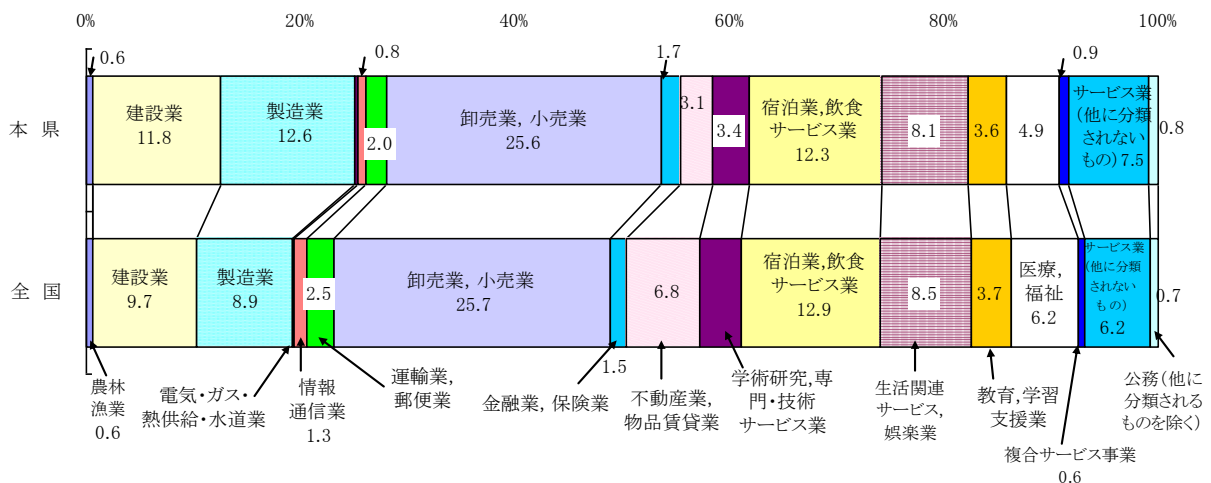 0%
20%
40%
60%
80%
100%
0.6
0.8
1.7
0.9
本 県
建設業
11.8
製造業
12.6
2.0
卸売業, 小売業
25.6
3.1
3.4
宿泊業,飲食
サービス業
12.3
8.1
3.6
4.9
サービス業
(他に分類
されない
もの)7.5
0.8
全 国
建設業
9.7
製造業
8.9
2.5
卸売業, 小売業
25.7
6.8
宿泊業,飲食
サービス業
12.9
8.5
3.7
医療,
福祉
6.2
サービス業
(他に分類
されない
もの)
6.2
0.7
農林
漁業
0.6
電気・ガス・
熱供給・水道業
情報
通信業
1.3
運輸業,
郵便業
金融業, 保険業
1.5
不動産業,
物品賃貸業
学術研究,専
門・技術
サービス業
生活関連
サービス,
娯楽業
教育,学習
支援業
複合サービス事業
0.6
公務(他に
分類される
ものを除く)